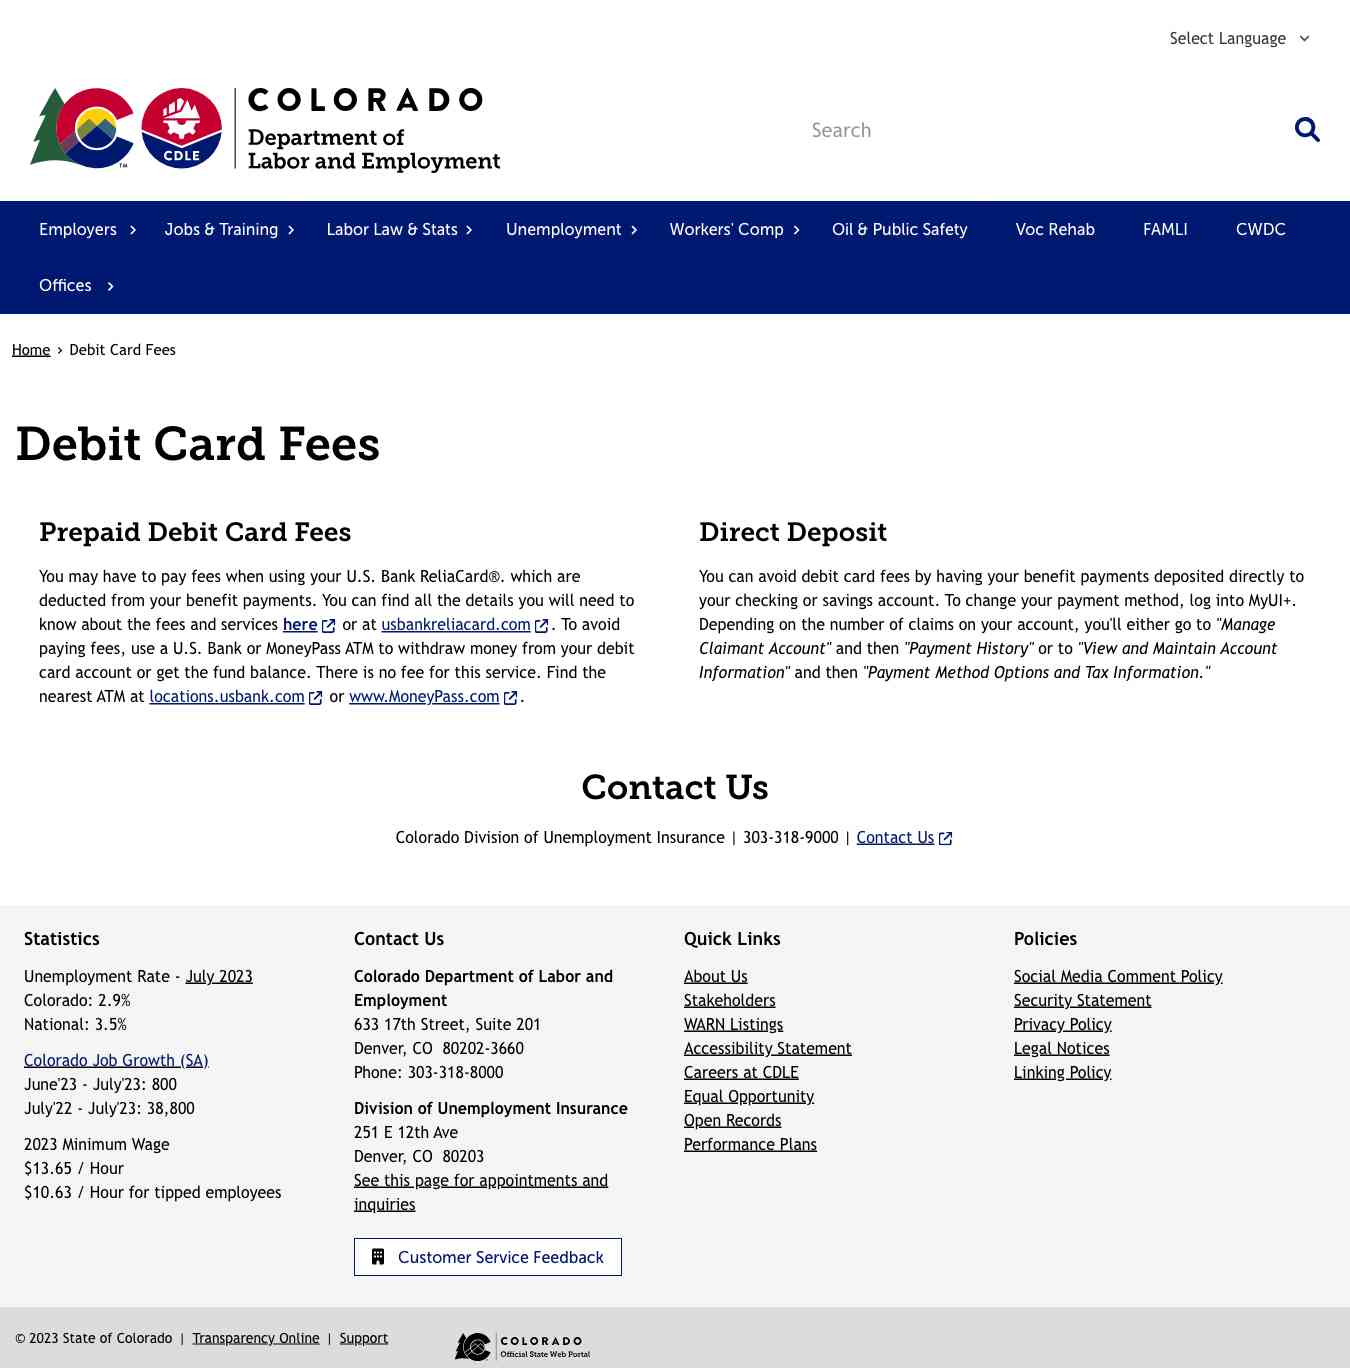 Select Language
COLORADO
Department of
Labor and Employment
CDLE
TM
Search
Employers
Jobs & Training
Labor Law & Stats
Unemployment
Workers' Comp
Oil & Public Safety
Voc Rehab
FAMLI
CWDC
Offices
Home › Debit Card Fees
Debit Card Fees
Prepaid Debit Card Fees
You may have to pay fees when using your U.S. Bank ReliaCard®. which are
deducted from your benefit payments. You can find all the details you will need to
know about the fees and services here or at usbankreliacard.com. To avoid
paying fees, use a U.S. Bank or MoneyPass ATM to withdraw money from your debit
card account or get the fund balance. There is no fee for this service. Find the
nearest ATM at locations.usbank.com or www.MoneyPass.com.
Direct Deposit
You can avoid debit card fees by having your benefit payments deposited directly to
your checking or savings account. To change your payment method, log into MyUI+.
Depending on the number of claims on your account, you'll either go to "Manage
Claimant Account" and then "Payment History" or to "View and Maintain Account
Information" and then "Payment Method Options and Tax Information."
Contact Us
Colorado Division of Unemployment Insurance | 303-318-9000 | Contact Us
Statistics
Unemployment Rate - July 2023
Colorado: 2.9%
National: 3.5%
Colorado Job Growth (SA)
June'23 - July'23: 800
July'22 - July'23: 38,800
2023 Minimum Wage
$13.65 / Hour
$10.63 / Hour for tipped employees
Contact Us
Colorado Department of Labor and
Employment
633 17th Street, Suite 201
Denver, CO  80202-3660
Phone: 303-318-8000
Division of Unemployment Insurance
251 E 12th Ave
Denver, CO  80203
See this page for appointments and
inquiries
Customer Service Feedback
Quick Links
About Us
Stakeholders
WARN Listings
Accessibility Statement
Careers at CDLE
Equal Opportunity
Open Records
Performance Plans
Policies
Social Media Comment Policy
Security Statement
Privacy Policy
Legal Notices
Linking Policy
© 2023 State of Colorado | Transparency Online | Support
COLORADO
Official State Web Portal